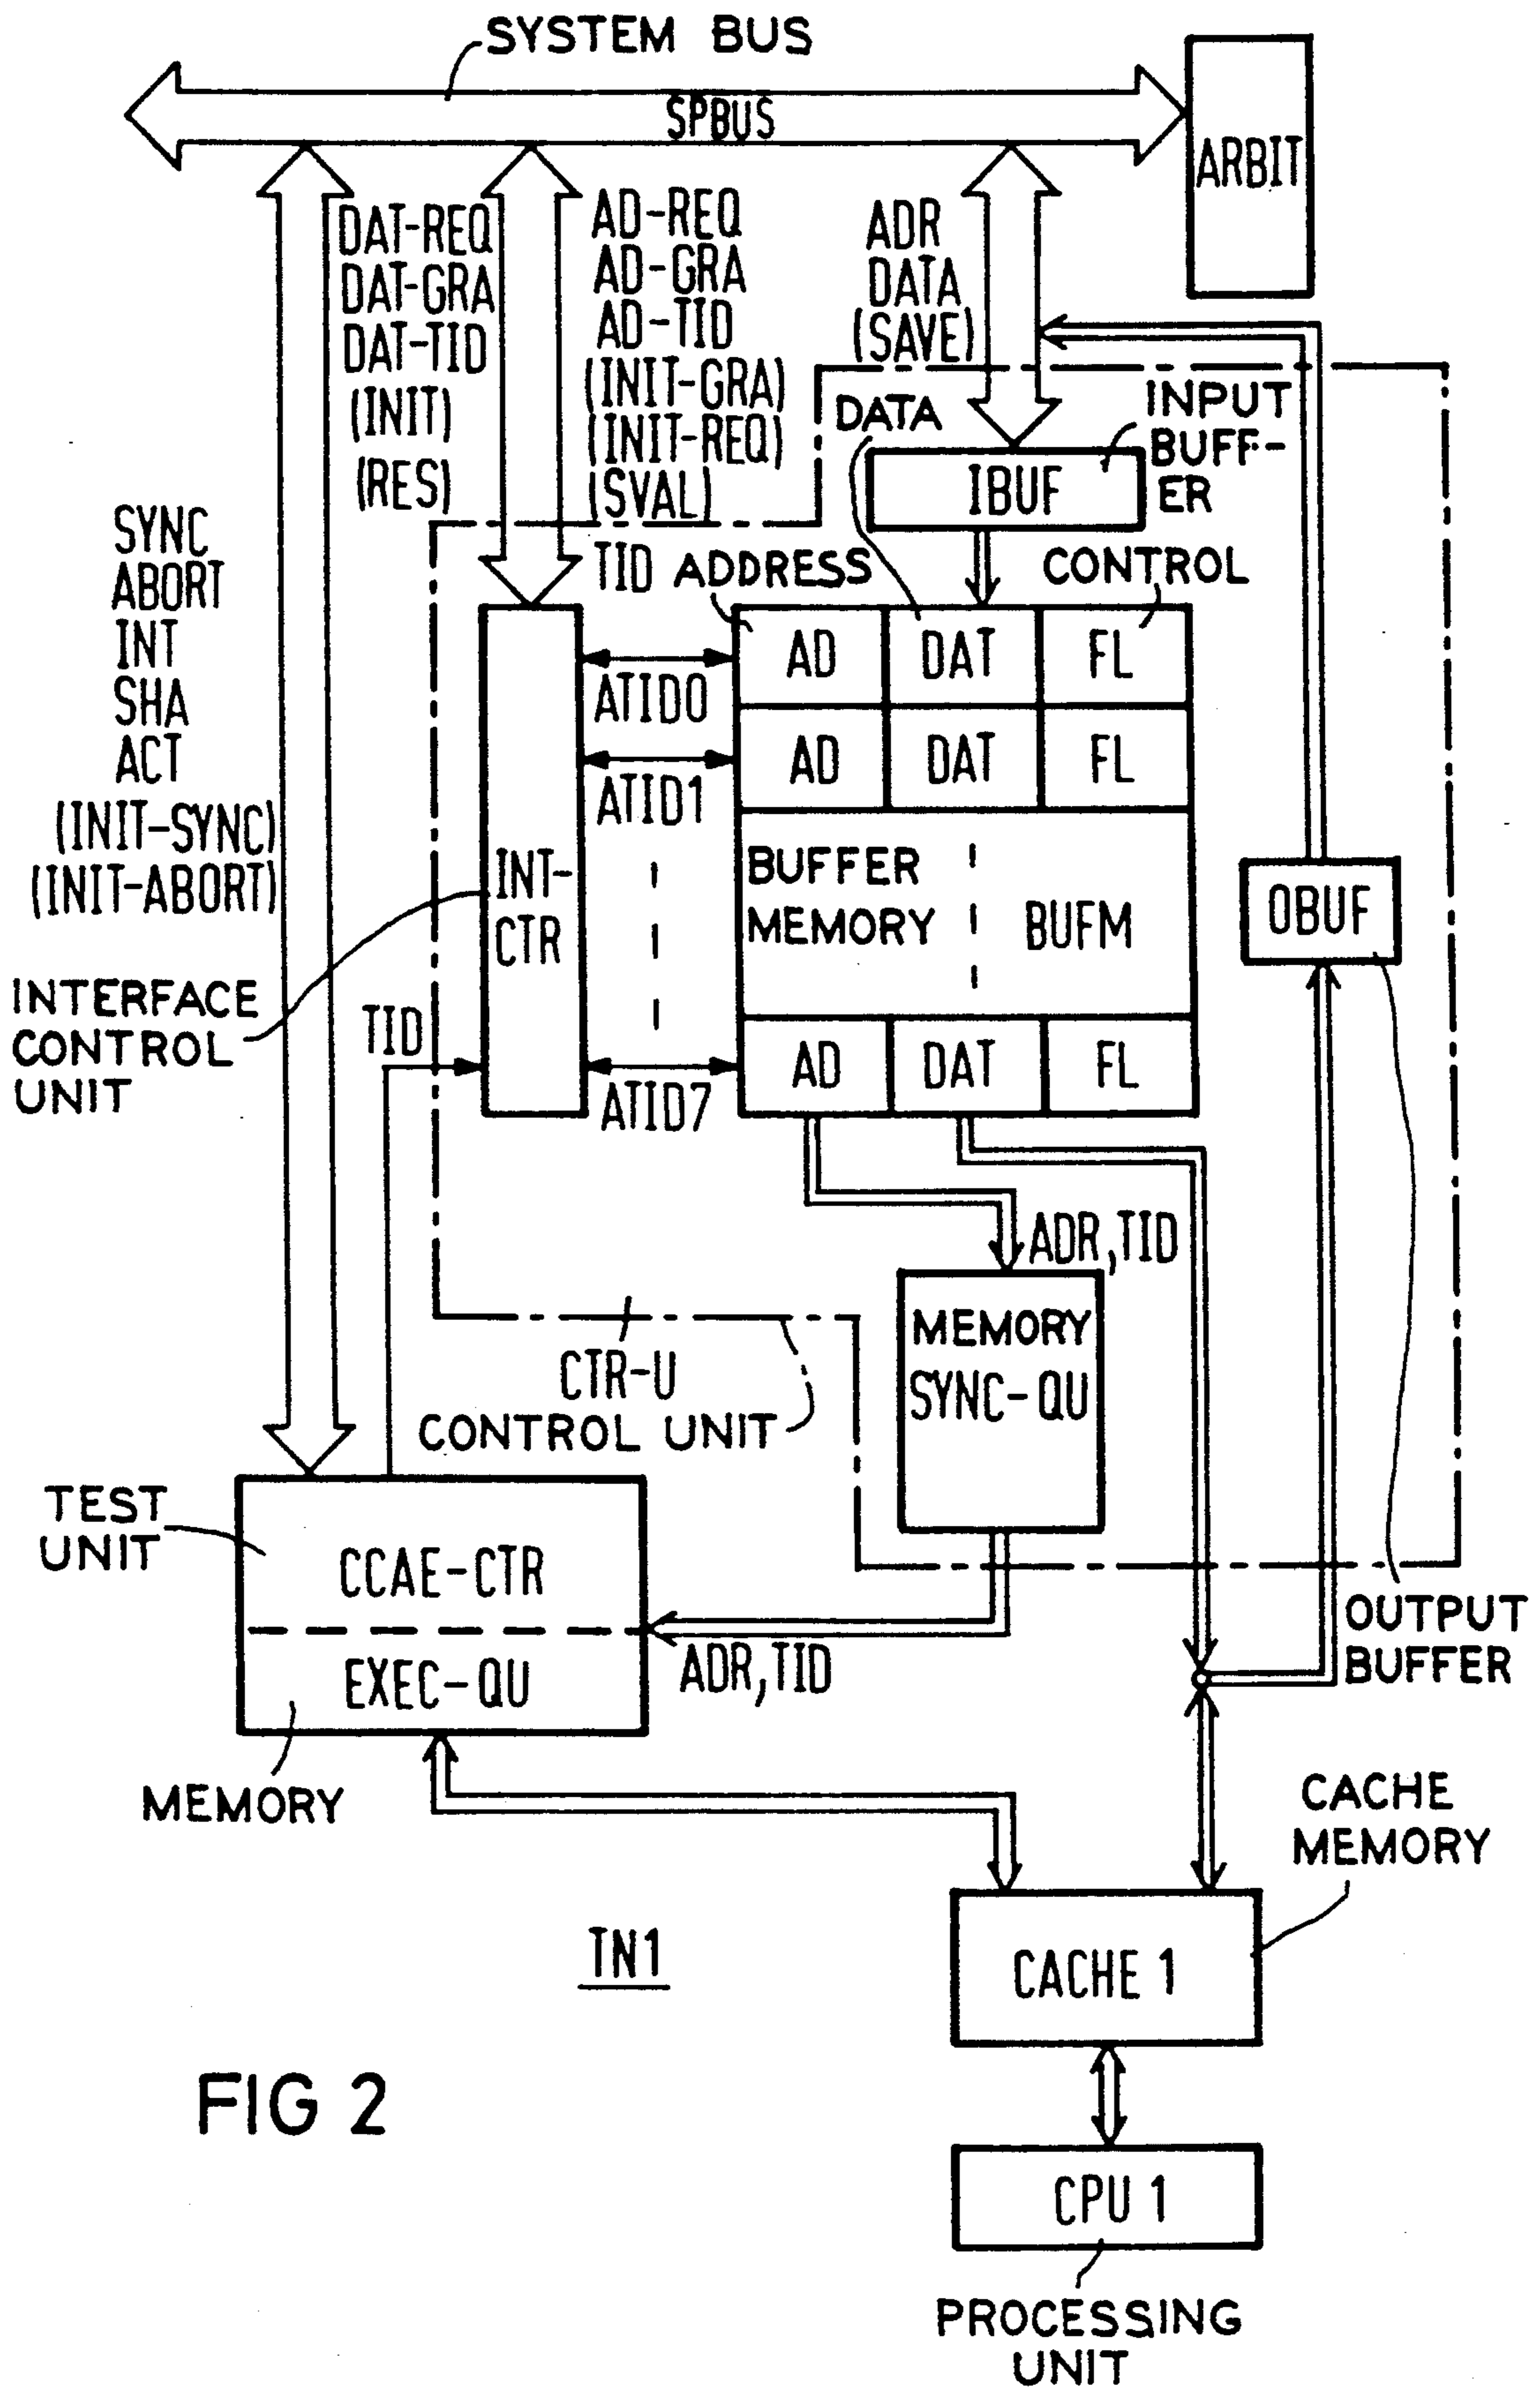 SYSTEM BUS
SPBUS
ARBIT
DAT-REQ
DAT-GRA
DAT-TID
(INIT)
(RES)
AD-REQ
AD-GRA
AD-TID
(INIT-GRA)
(INIT-REQ)
(SVAL)
ADR
DATA
(SAVE)
DATA
INPUT
BUFF-
ER
IBUF
SYNC
ABORT
INT
SHA
ACT
(INIT-SYNC)
(INIT-ABORT)
TID
ADDRESS
CONTROL
AD DAT FL
ATID0
AD DAT FL
ATID1
INT-
CTR
BUFFER
MEMORY
BUFM
OBUF
INTERFACE
CONTROL
UNIT
TID
AD DAT FL
ATID7
ADR,TID
MEMORY
SYNC-QU
CTR-U
CONTROL UNIT
TEST
UNIT
CCAE-CTR
EXEC-QU
ADR,TID
OUTPUT
BUFFER
MEMORY
CACHE
MEMORY
TN1
CACHE 1
FIG 2
CPU 1
PROCESSING
UNIT